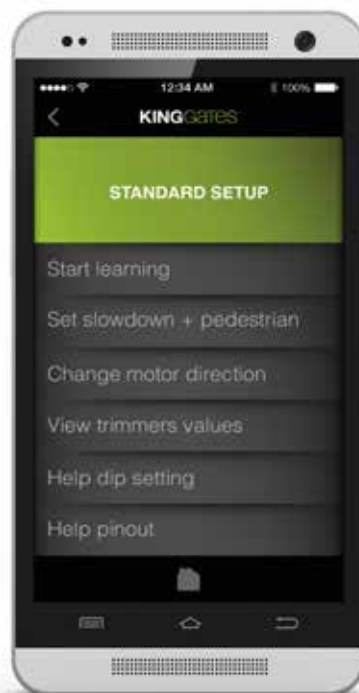 12:34 AM
100%
KINGGATES
STANDARD SETUP
Start learning
Set slowdown + pedestrian
Change motor direction
View trimmers values
Help dip setting
Help pinout